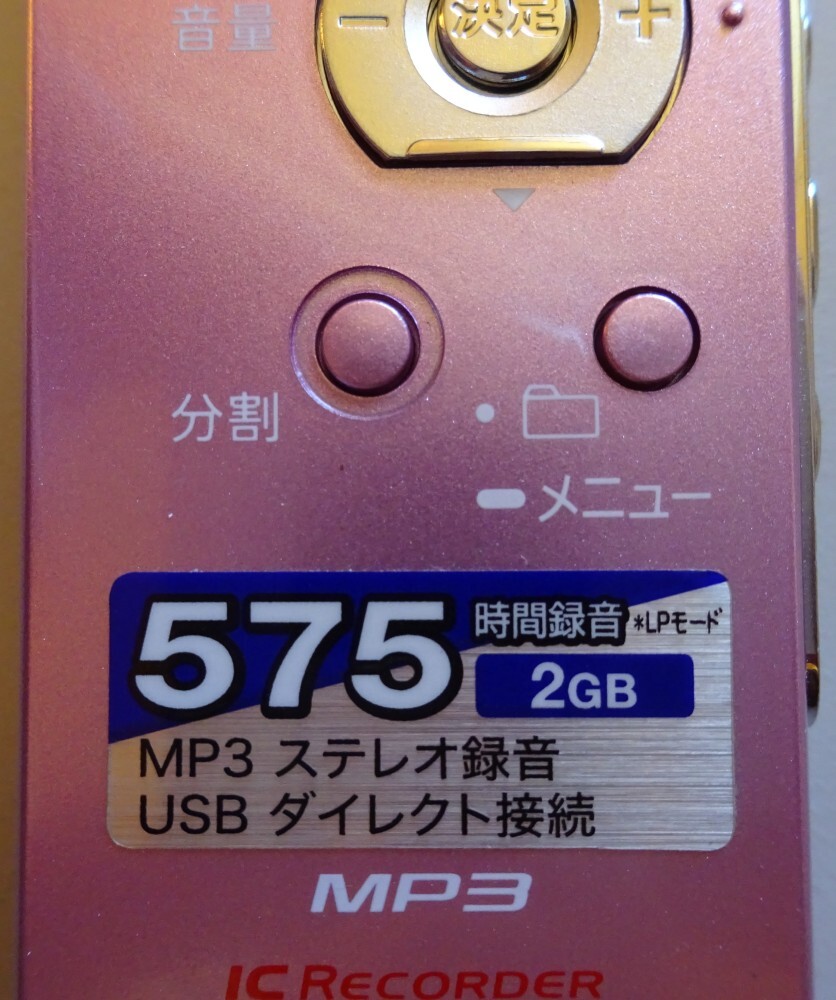 音量 − 決定 +
分割
メニュー
575 時間録音 *LPモード
2GB
MP3 ステレオ録音
USB ダイレクト接続
MP3
IC RECORDER